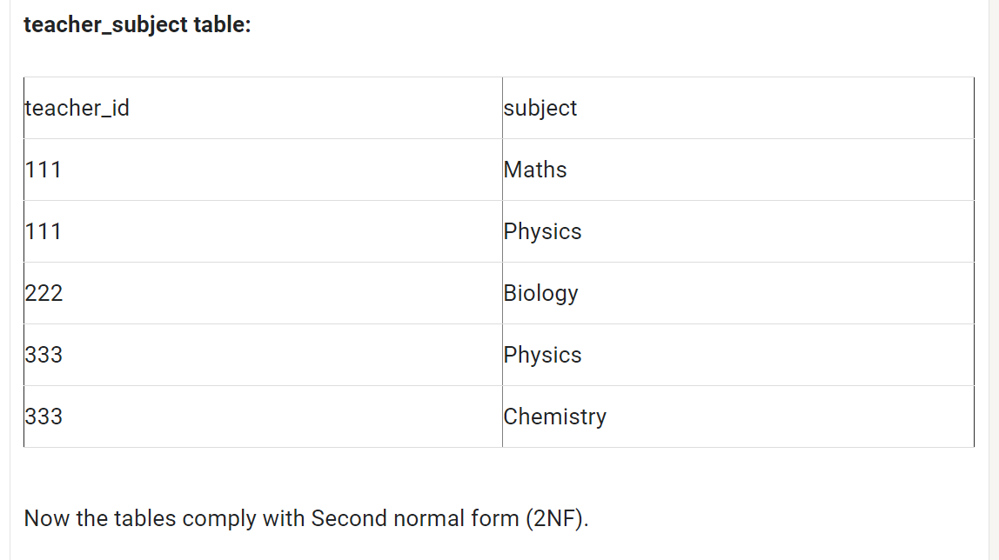 teacher_subject table:
teacher_id subject
111 Maths
111 Physics
222 Biology
333 Physics
333 Chemistry
Now the tables comply with Second normal form (2NF).